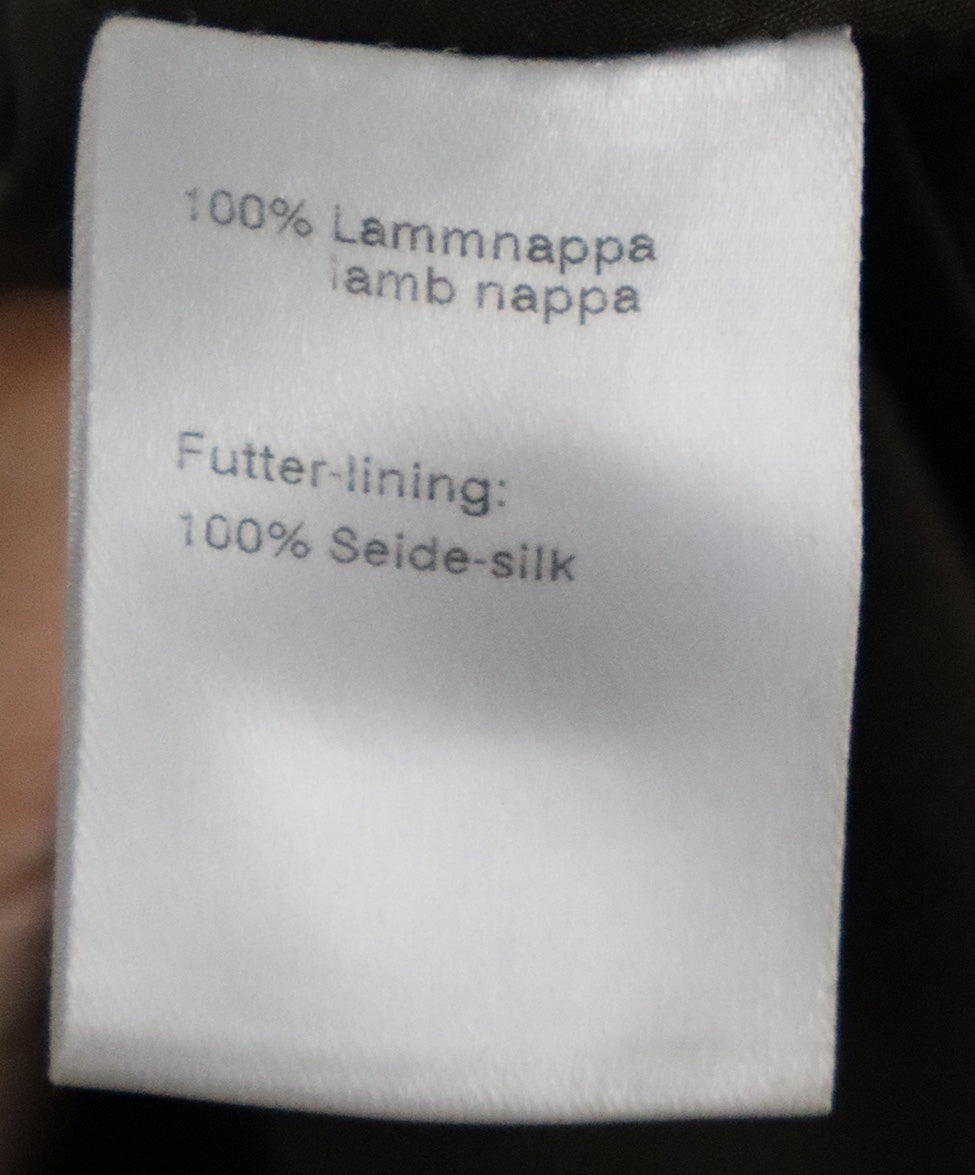 100% Lammnappa
lamb nappa
Futter-lining:
100% Seide-silk